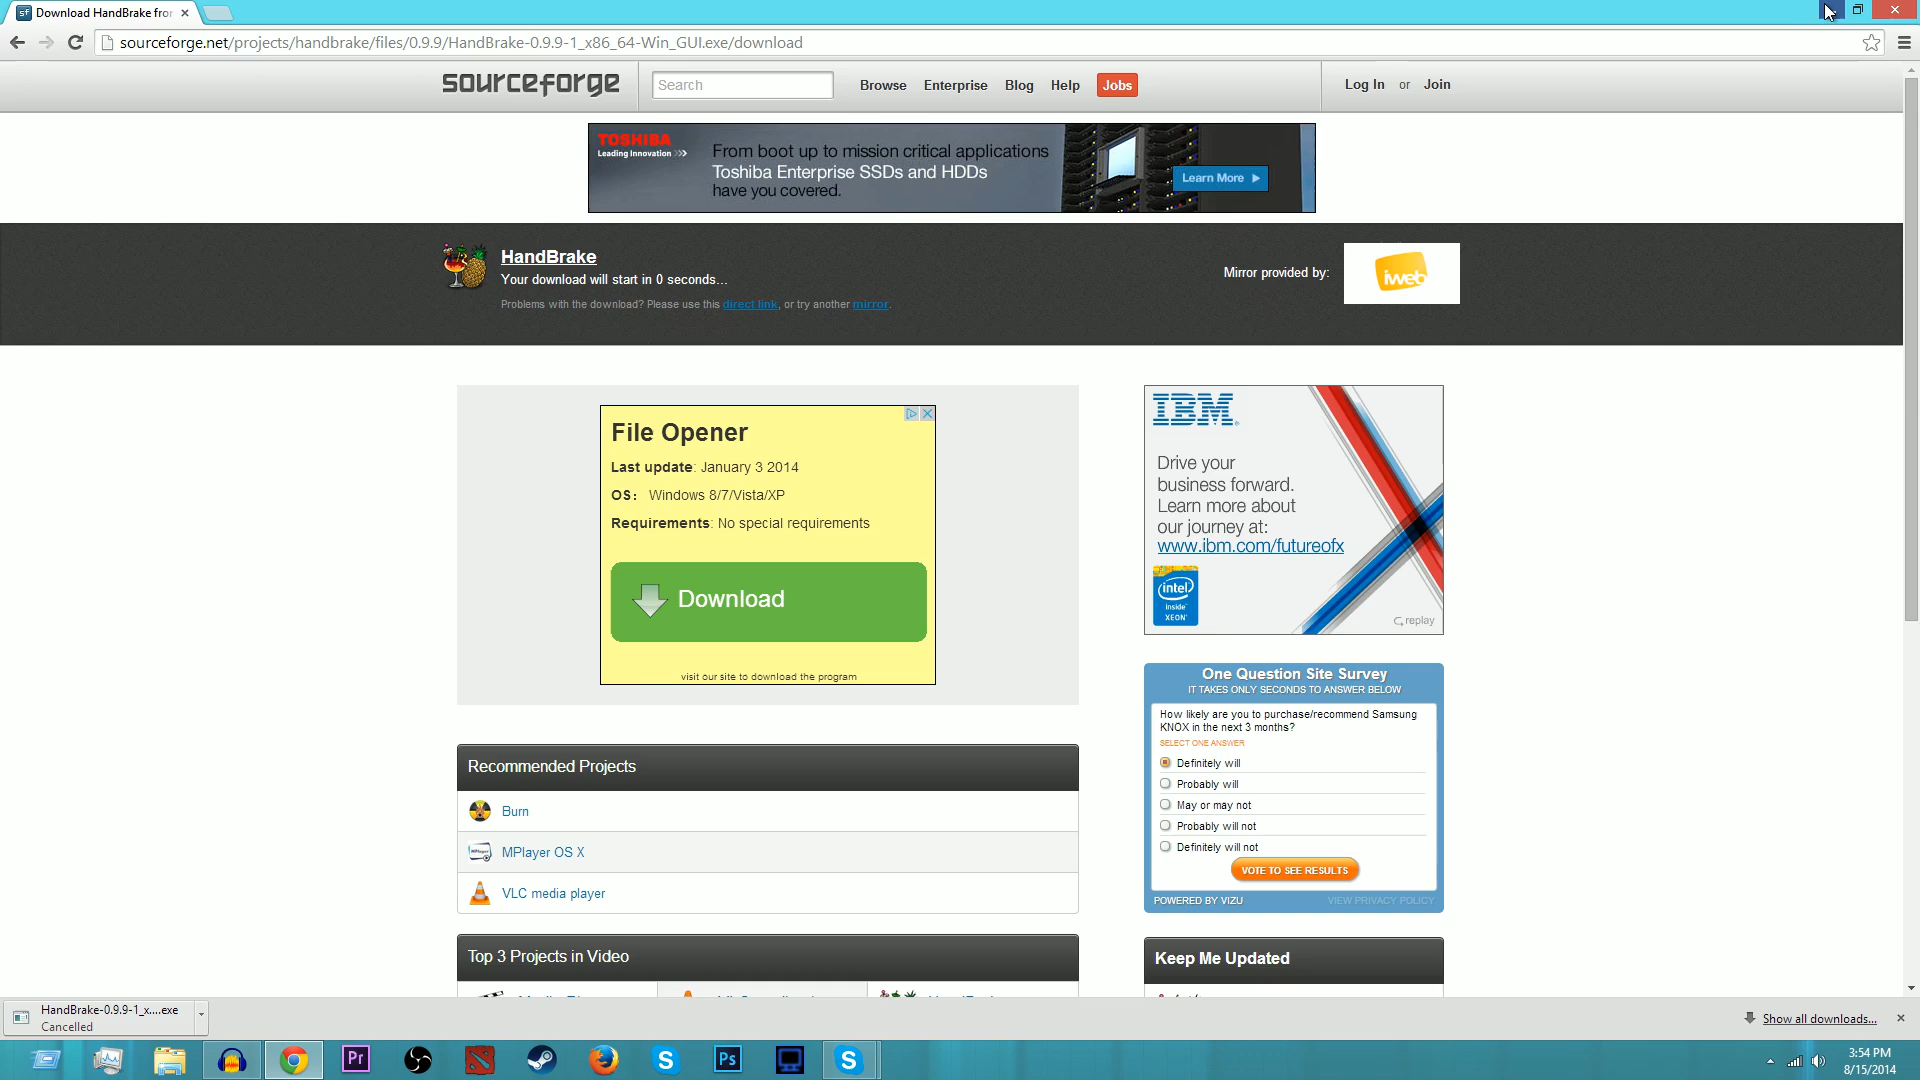 Download HandBrake fror
sourceforge.net/projects/handbrake/files/0.9.9/HandBrake-0.9.9-1_x86_64-Win_GUI.exe/download
sourceforge
Search
Browse
Enterprise
Blog
Help
Jobs
Log In or Join
TOSHIBA
Leading Innovation >>>
From boot up to mission critical applications
Toshiba Enterprise SSDs and HDDs
have you covered.
Learn More
HandBrake
Your download will start in 0 seconds...
Problems with the download? Please use this direct link, or try another mirror.
Mirror provided by:
iweb
File Opener
Last update: January 3 2014
OS: Windows 8/7/Vista/XP
Requirements: No special requirements
Download
visit our site to download the program
IBM
Drive your
business forward.
Learn more about
our journey at:
www.ibm.com/futureofx
intel
inside
XEON
replay
One Question Site Survey
IT TAKES ONLY SECONDS TO ANSWER BELOW
How likely are you to purchase/recommend Samsung
KNOX in the next 3 months?
SELECT ONE ANSWER
Definitely will
Probably will
May or may not
Probably will not
Definitely will not
VOTE TO SEE RESULTS
POWERED BY VIZU
VIEW PRIVACY POLICY
Recommended Projects
Burn
MPlayer OS X
VLC media player
Top 3 Projects in Video
Keep Me Updated
HandBrake-0.9.9-1_x....exe
Cancelled
Show all downloads...
Pr
Ps
3:54 PM
8/15/2014